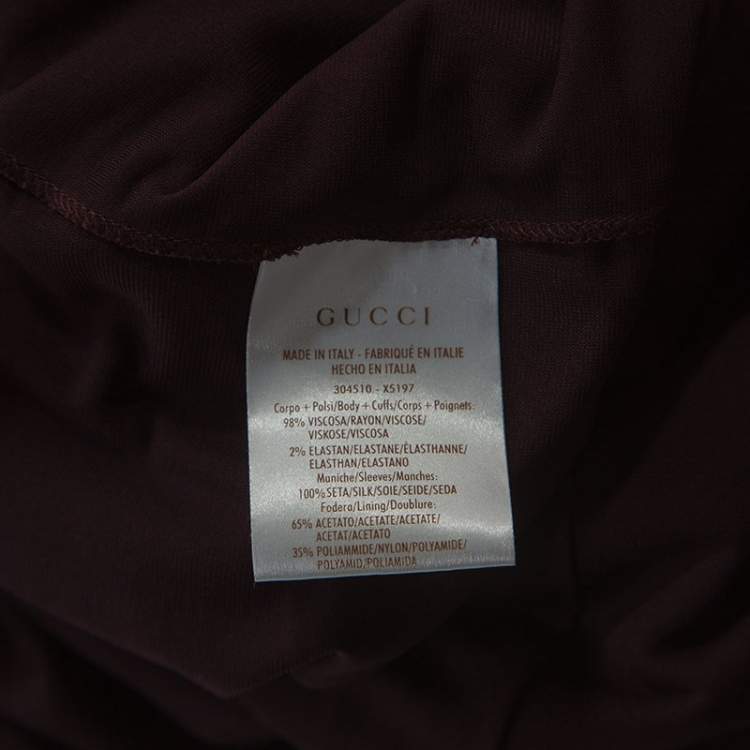 GUCCI
MADE IN ITALY - FABRIQUÉ EN ITALIE
HECHO EN ITALIA
304510 - X5197
Corpo + Polsi/Body + Cuffs/Corps + Poignets:
98% VISCOSA/RAYON/VISCOSE/
VISKOSE/VISCOSA
2% ELASTAN/ELASTANE/ÉLASTHANNE/
ELASTHAN/ELASTANO
Maniche/Sleeves/Manches:
100% SETA/SILK/SOIE/SEIDE/SEDA
Fodera/Lining/Doublure:
65% ACETATO/ACETATE/ACETATE/
ACETAT/ACETATO
35% POLIAMMIDE/NYLON/POLYAMIDE/
POLYAMID/POLIAMIDA